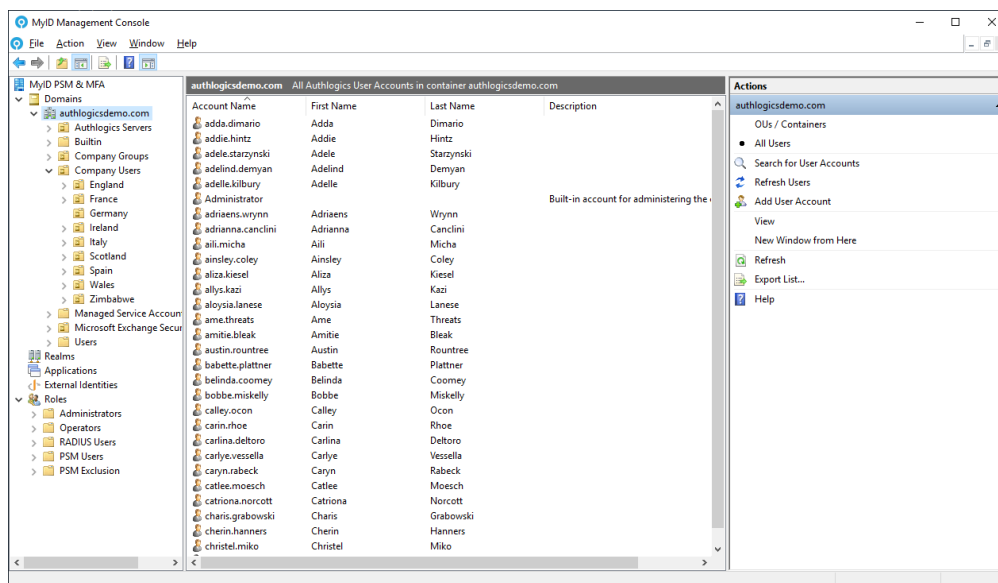 MyID Management Console
File Action View Window Help
MyID PSM & MFA
Domains
authlogicsdemo.com
Authlogics Servers
Builtin
Company Groups
Company Users
England
France
Germany
Ireland
Italy
Scotland
Spain
Wales
Zimbabwe
Managed Service Accoun
Microsoft Exchange Secur
Users
Realms
Applications
External Identities
Roles
Administrators
Operators
RADIUS Users
PSM Users
PSM Exclusion
authlogicsdemo.com All Authlogics User Accounts in container authlogicsdemo.com
Account Name First Name Last Name Description
adda.dimario Adda Dimario
addie.hintz Addie Hintz
adele.starzynski Adele Starzynski
adelind.demyan Adelind Demyan
adelle.kilbury Adelle Kilbury
Administrator Built-in account for administering the
adriaens.wrynn Adriaens Wrynn
adrianna.canclini Adrianna Canclini
aili.micha Aili Micha
ainsley.coley Ainsley Coley
aliza.kiesel Aliza Kiesel
allys.kazi Allys Kazi
aloysia.lanese Aloysia Lanese
ame.threats Ame Threats
amitie.bleak Amitie Bleak
austin.rountree Austin Rountree
babette.plattner Babette Plattner
belinda.coomey Belinda Coomey
bobbe.miskelly Bobbe Miskelly
calley.ocon Calley Ocon
carin.rhoe Carin Rhoe
carlina.deltoro Carlina Deltoro
carlye.vessella Carlye Vessella
caryn.rabeck Caryn Rabeck
catlee.moesch Catlee Moesch
catriona.norcott Catriona Norcott
charis.grabowski Charis Grabowski
cherin.hanners Cherin Hanners
christel.miko Christel Miko
Actions
authlogicsdemo.com
OUs / Containers
All Users
Search for User Accounts
Refresh Users
Add User Account
View
New Window from Here
Refresh
Export List...
Help